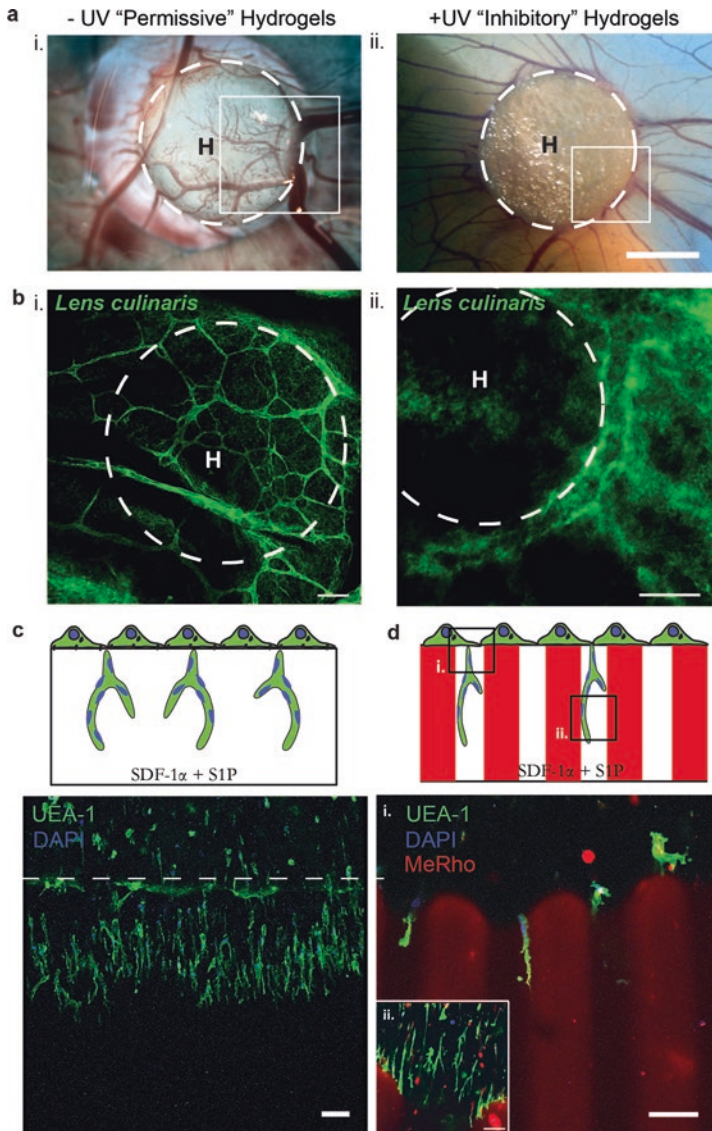 a
- UV “Permissive” Hydrogels
+UV “Inhibitory” Hydrogels
i.
H
ii.
H
b
i.
Lens culinaris
H
ii.
Lens culinaris
H
c
SDF-1α + S1P
UEA-1
DAPI
d
i.
ii.
SDF-1α + S1P
i.
UEA-1
DAPI
MeRho
ii.